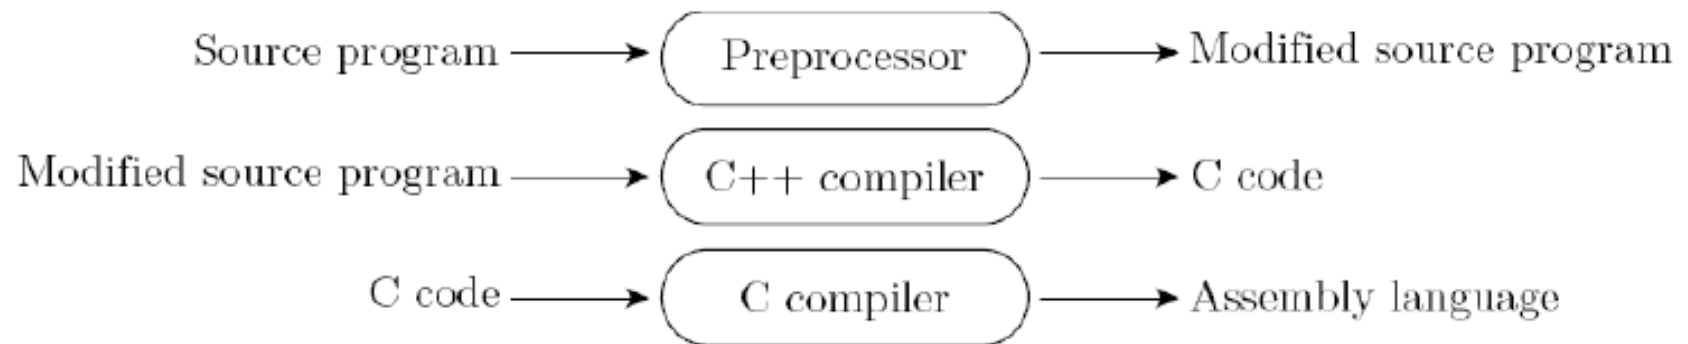 Source program Preprocessor Modified source program
Modified source program C++ compiler C code
C code C compiler Assembly language